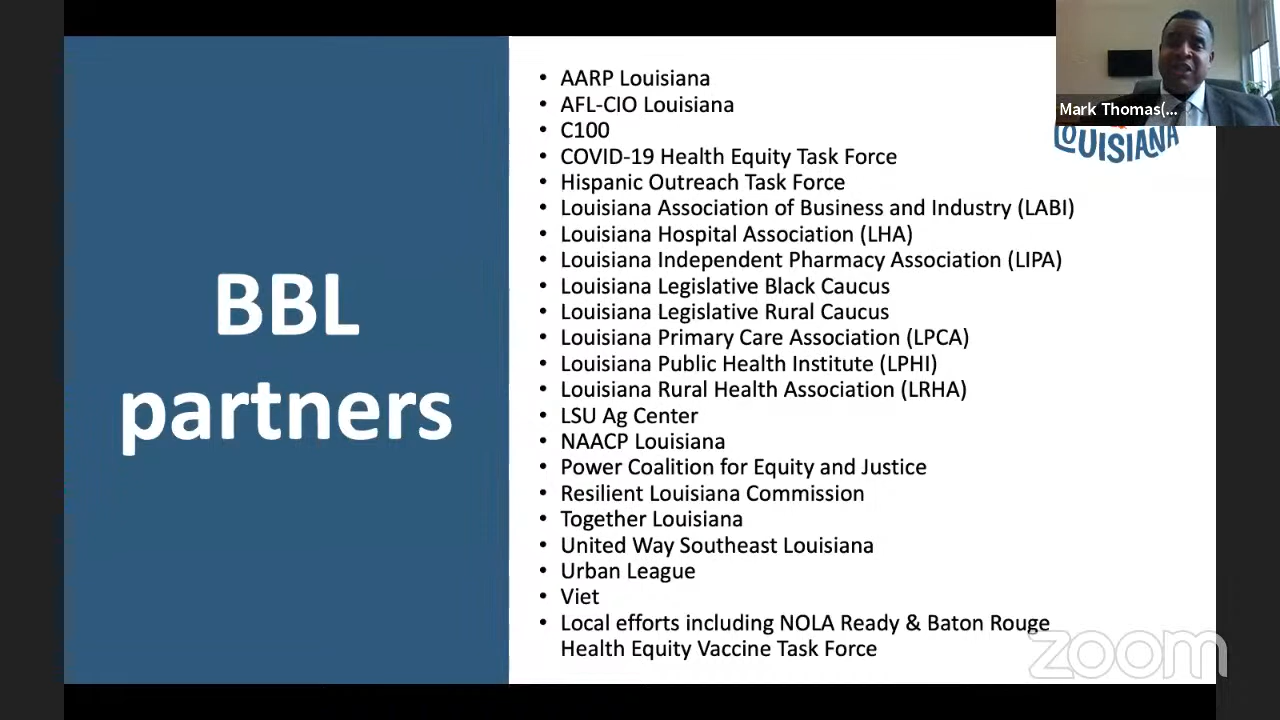 BBL
partners
• AARP Louisiana
• AFL-CIO Louisiana
• C100
• COVID-19 Health Equity Task Force
• Hispanic Outreach Task Force
• Louisiana Association of Business and Industry (LABI)
• Louisiana Hospital Association (LHA)
• Louisiana Independent Pharmacy Association (LIPA)
• Louisiana Legislative Black Caucus
• Louisiana Legislative Rural Caucus
• Louisiana Primary Care Association (LPCA)
• Louisiana Public Health Institute (LPHI)
• Louisiana Rural Health Association (LRHA)
• LSU Ag Center
• NAACP Louisiana
• Power Coalition for Equity and Justice
• Resilient Louisiana Commission
• Together Louisiana
• United Way Southeast Louisiana
• Urban League
• Viet
• Local efforts including NOLA Ready & Baton Rouge
Health Equity Vaccine Task Force
Mark Thomas(...
LOUISIANA
zoom